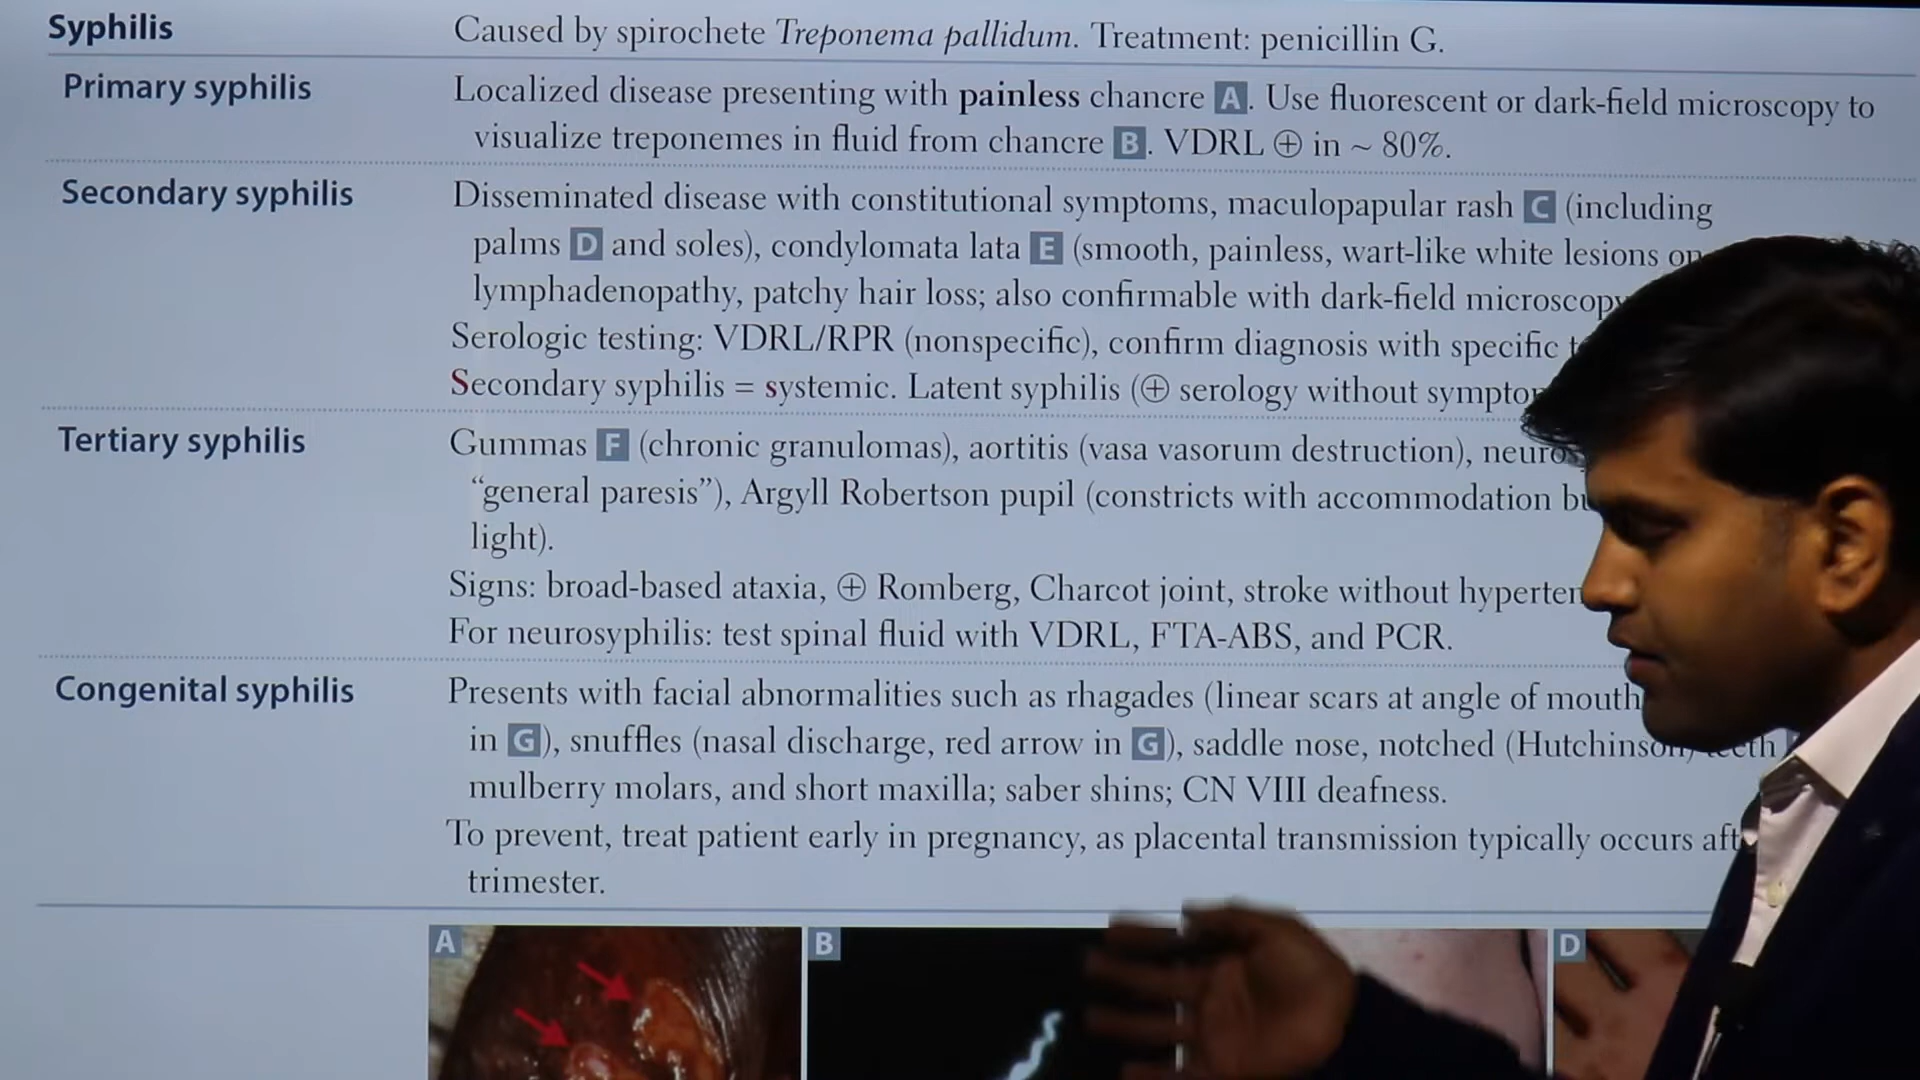 Syphilis
Caused by spirochete Treponema pallidum. Treatment: penicillin G.
Primary syphilis
Localized disease presenting with painless chancre A. Use fluorescent or dark-field microscopy to
visualize treponemes in fluid from chancre B. VDRL ⊕ in ~ 80%.
Secondary syphilis
Disseminated disease with constitutional symptoms, maculopapular rash C (including
palms D and soles), condylomata lata E (smooth, painless, wart-like white lesions on
lymphadenopathy, patchy hair loss; also confirmable with dark-field microscopy
Serologic testing: VDRL/RPR (nonspecific), confirm diagnosis with specific
Secondary syphilis = systemic. Latent syphilis (⊕ serology without
Tertiary syphilis
Gummas F (chronic granulomas), aortitis (vasa vasorum destruction),
“general paresis”), Argyll Robertson pupil (constricts with accommodation
light).
Signs: broad-based ataxia, ⊕ Romberg, Charcot joint, stroke without
For neurosyphilis: test spinal fluid with VDRL, FTA-ABS, and PCR.
Congenital syphilis
Presents with facial abnormalities such as rhagades (linear scars at angle of mouth
in G), snuffles (nasal discharge, red arrow in G), saddle nose, notched (Hutchinson) teeth
mulberry molars, and short maxilla; saber shins; CN VIII deafness.
To prevent, treat patient early in pregnancy, as placental transmission typically occurs
trimester.
A
B
D